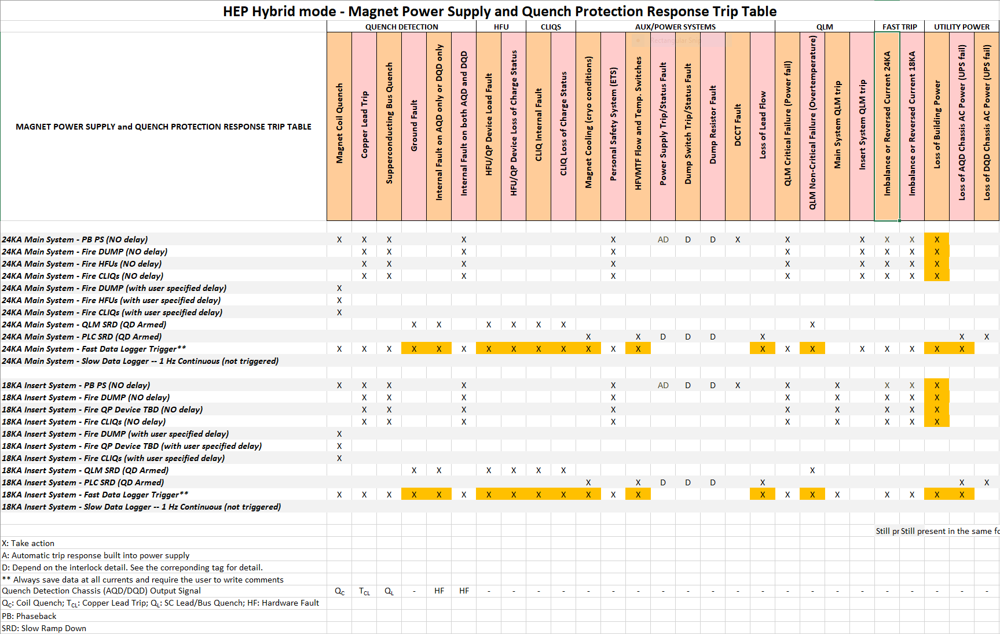 HEP Hybrid mode - Magnet Power Supply and Quench Protection Response Trip Table
QUENCH DETECTION HFU CLIQS AUX/POWER SYSTEMS QLM FAST TRIP UTILITY POWER
Rectangular Snip
MAGNET POWER SUPPLY and QUENCH PROTECTION RESPONSE TRIP TABLE
Magnet Coil Quench
Copper Lead Trip
Supperconducting Bus Quench
Ground Fault
Internal Fault on AQD only or DQD only
Internal Fault on both AQD and DQD
HFU/QP Device Load Fault
HFU/QP Device Loss of Charge Status
CLIQ Internal Fault
CLIQ Loss of Charge Status
Magnet Cooling (cryo conditions)
Personal Safety System (ETS)
HFVMTF Flow and Temp. Switches
Power Supply Trip/Status Fault
Dump Switch Trip/Status Fault
Dump Resistor Fault
DCCT Fault
Loss of Lead Flow
QLM Critical Failure (Power fail)
QLM Non-Critical Failure (Overtemperature)
Main System QLM trip
Insert System QLM trip
Imbalance or Reversed Current 24KA
Imbalance or Reversed Current 18KA
Loss of Building Power
Loss of AQD Chassis AC Power (UPS fail)
Loss of DQD Chassis AC Power (UPS fail)
24KA Main System - PB PS (NO delay) X X X X X AD D D X X X X X X
24KA Main System - Fire DUMP (NO delay) X X X X X X X X X
24KA Main System - Fire HFUs (NO delay) X X X X X X X X X
24KA Main System - Fire CLIQs (NO delay) X X X X X X X X X
24KA Main System - Fire DUMP (with user specified delay) X
24KA Main System - Fire HFUs (with user specified delay) X
24KA Main System - Fire CLIQs (with user specified delay) X
24KA Main System - QLM SRD (QD Armed) X X X X X X X
24KA Main System - PLC SRD (QD Armed) X X D D D X X X
24KA Main System - Fast Data Logger Trigger** X X X X X X X X X X X X X X X X X X X X X
24KA Main System - Slow Data Logger -- 1 Hz Continuous (not triggered)
18KA Insert System - PB PS (NO delay) X X X X X AD D D X X X X X X
18KA Insert System - Fire DUMP (NO delay) X X X X X X X X X
18KA Insert System - Fire QP Device TBD (NO delay) X X X X X X X X X
18KA Insert System - Fire CLIQs (NO delay) X X X X X X X X X
18KA Insert System - Fire DUMP (with user specified delay) X
18KA Insert System - Fire QP Device TBD (with user specified delay) X
18KA Insert System - Fire CLIQs (with user specified delay) X
18KA Insert System - QLM SRD (QD Armed) X X X X X X X
18KA Insert System - PLC SRD (QD Armed) X X D D D X X X
18KA Insert System - Fast Data Logger Trigger** X X X X X X X X X X X X X X X X X X X X X
18KA Insert System - Slow Data Logger -- 1 Hz Continuous (not triggered)
Still pr Still present in the same fo
X: Take action
A: Automatic trip response built into power supply
D: Depend on the interlock detail. See the correponding tag for detail.
** Always save data at all currents and require the user to write comments
Quench Detection Chassis (AQD/DQD) Output Signal QC TCL QL - HF HF - - - - - - - - - - - - - - - - - - - - -
QC: Coil Quench; TCL: Copper Lead Trip; QL: SC Lead/Bus Quench; HF: Hardware Fault
PB: Phaseback
SRD: Slow Ramp Down